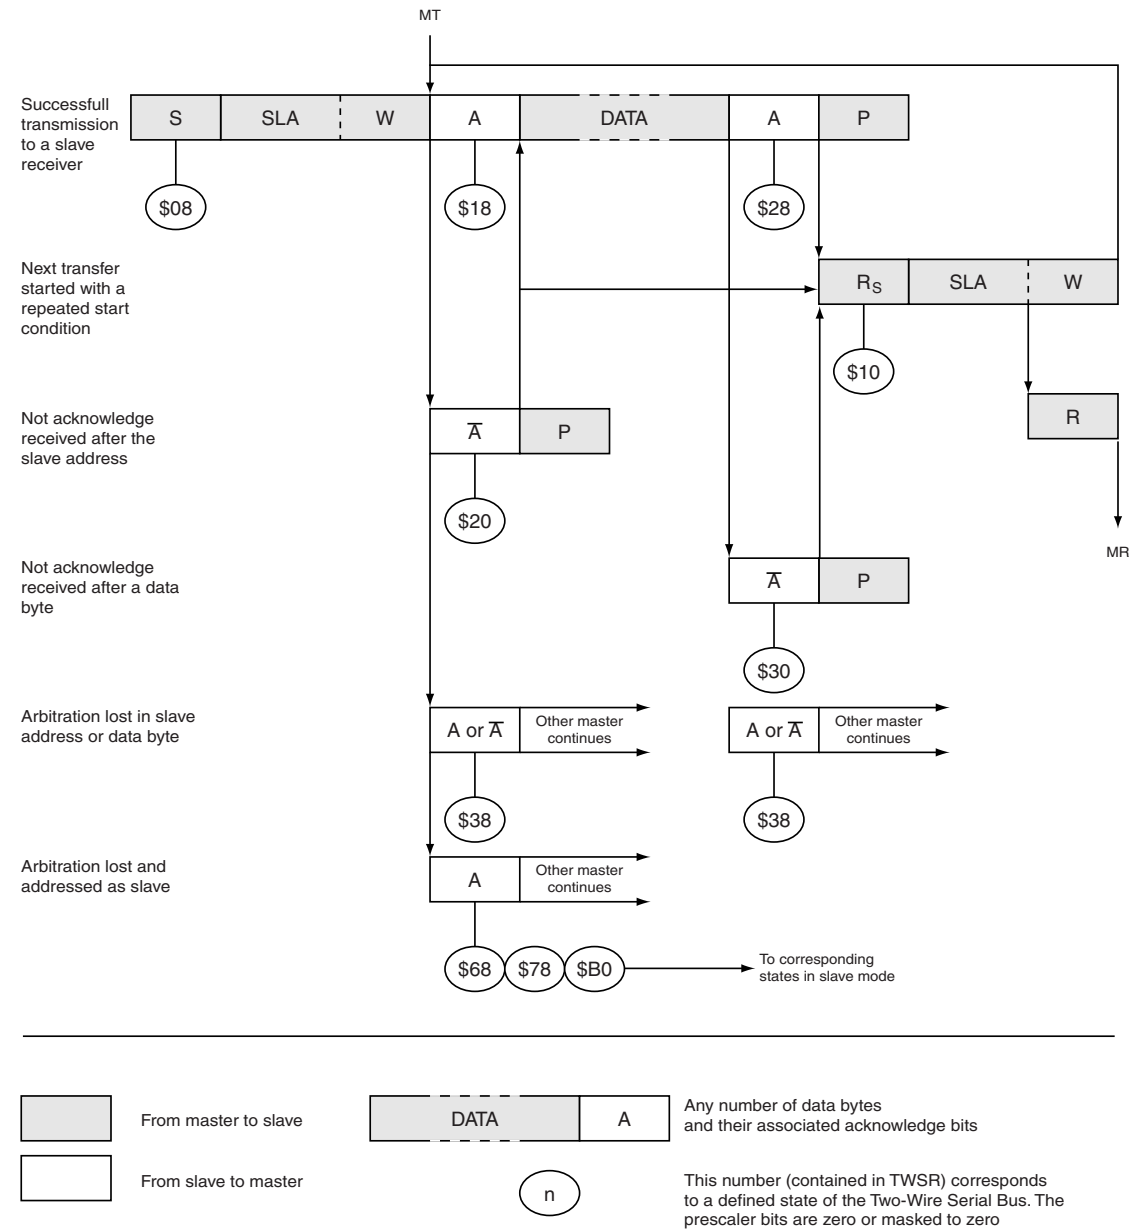 MT
Successfull
transmission
to a slave
receiver
S
SLA
W
A
DATA
A
P
$08
$18
$28
Next transfer
started with a
repeated start
condition
RS
SLA
W
$10
Not acknowledge
received after the
slave address
A̅
P
R
$20
MR
Not acknowledge
received after a data
byte
A̅
P
$30
Arbitration lost in slave
address or data byte
A or A̅
Other master
continues
A or A̅
Other master
continues
$38
$38
Arbitration lost and
addressed as slave
A
Other master
continues
$68
$78
$B0
To corresponding
states in slave mode
From master to slave
DATA
A
Any number of data bytes
and their associated acknowledge bits
From slave to master
n
This number (contained in TWSR) corresponds
to a defined state of the Two-Wire Serial Bus. The
prescaler bits are zero or masked to zero